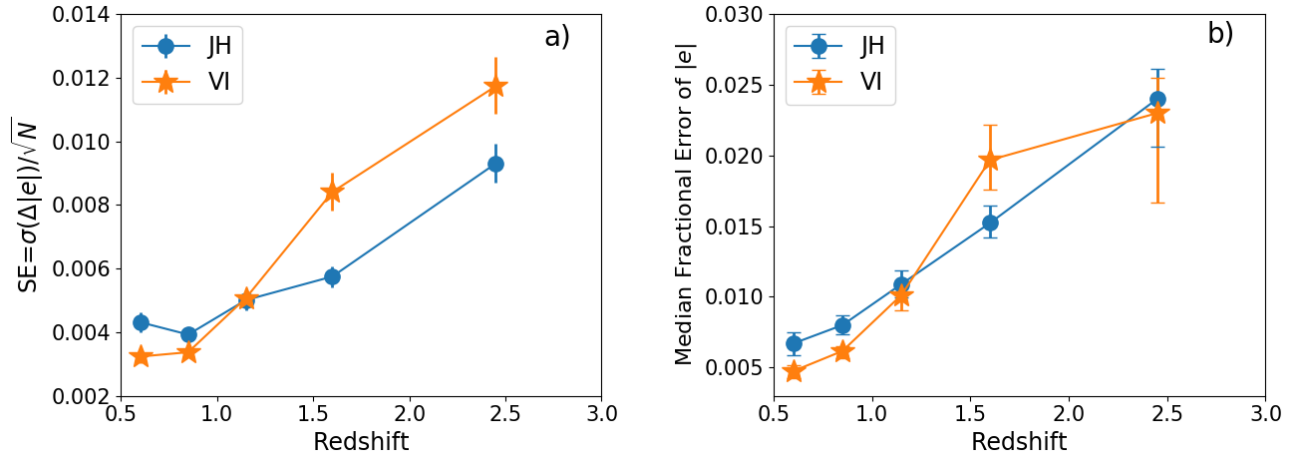 a)
JH
VI
0.014
0.012
0.010
0.008
0.006
0.004
0.002
SE=σ(Δ|e|)/√N
0.5 1.0 1.5 2.0 2.5 3.0
Redshift
b)
JH
VI
0.030
0.025
0.020
0.015
0.010
0.005
Median Fractional Error of |e|
0.5 1.0 1.5 2.0 2.5 3.0
Redshift